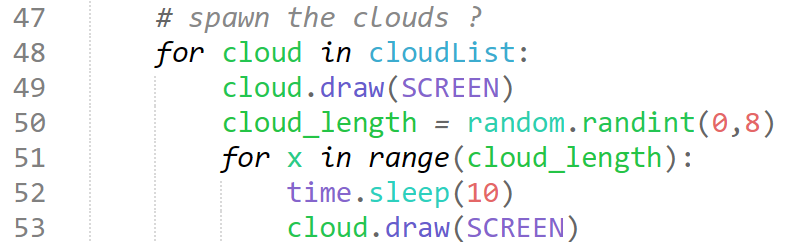 47 # spawn the clouds ?
48 for cloud in cloudList:
49 cloud.draw(SCREEN)
50 cloud_length = random.randint(0,8)
51 for x in range(cloud_length):
52 time.sleep(10)
53 cloud.draw(SCREEN)